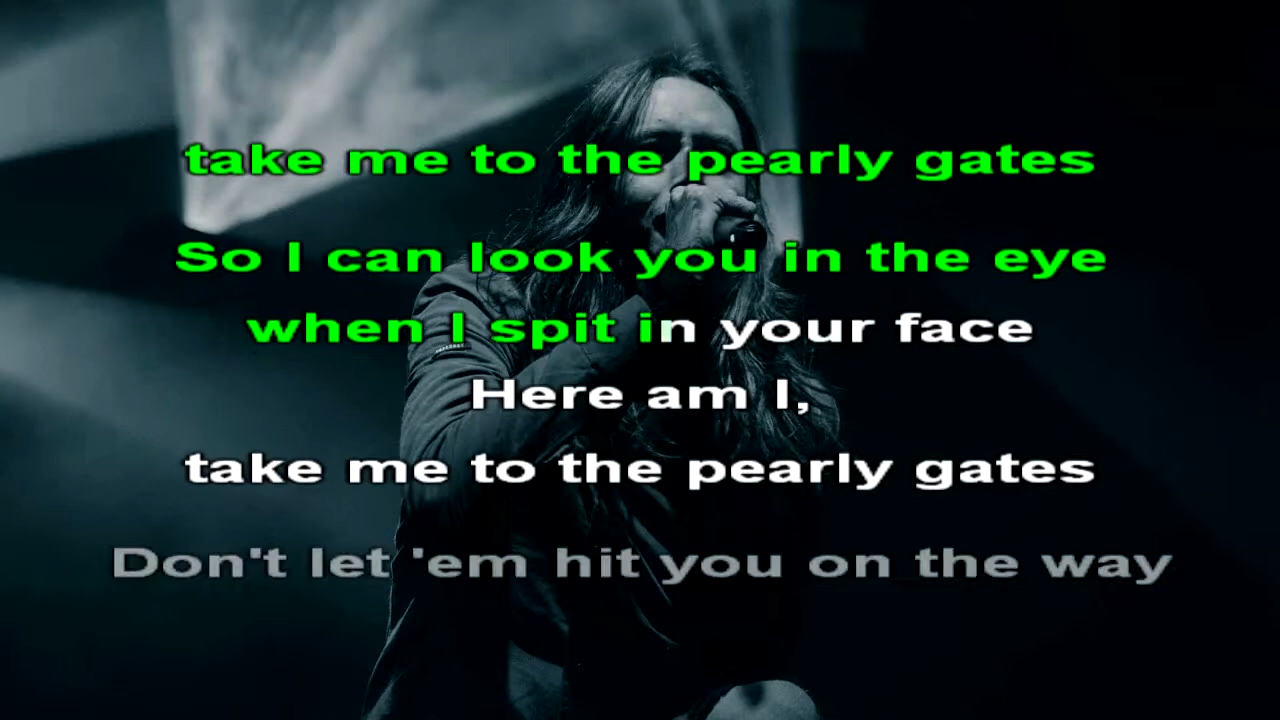 take me to the pearly gates
So I can look you in the eye
when I spit in your face
Here am I,
take me to the pearly gates
Don't let 'em hit you on the way